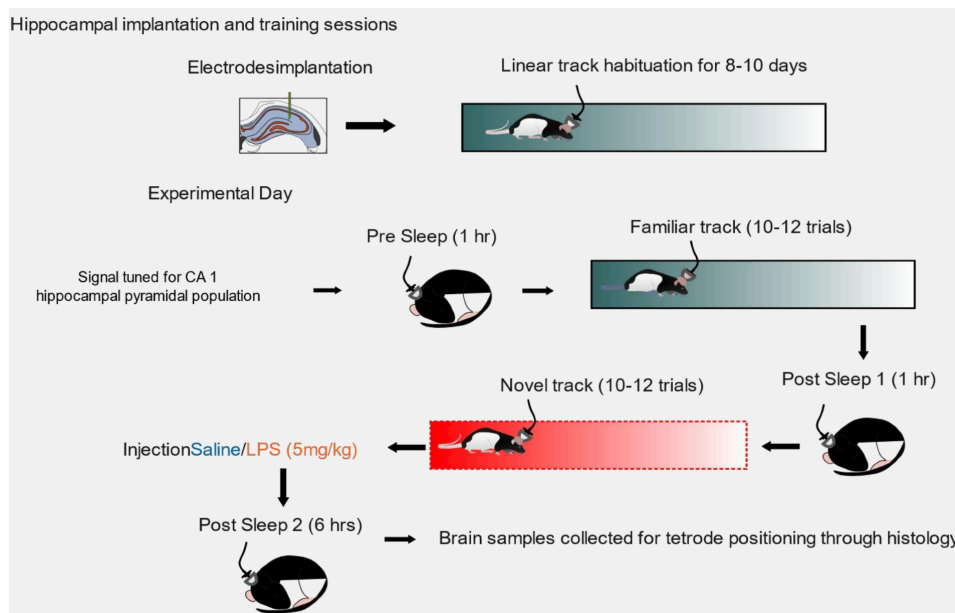 Hippocampal implantation and training sessions
Electrodesimplantation
Linear track habituation for 8-10 days
Experimental Day
Pre Sleep (1 hr)
Familiar track (10-12 trials)
Signal tuned for CA 1
hippocampal pyramidal population
Post Sleep 1 (1 hr)
Novel track (10-12 trials)
InjectionSaline/LPS (5mg/kg)
Post Sleep 2 (6 hrs)
Brain samples collected for tetrode positioning through histology